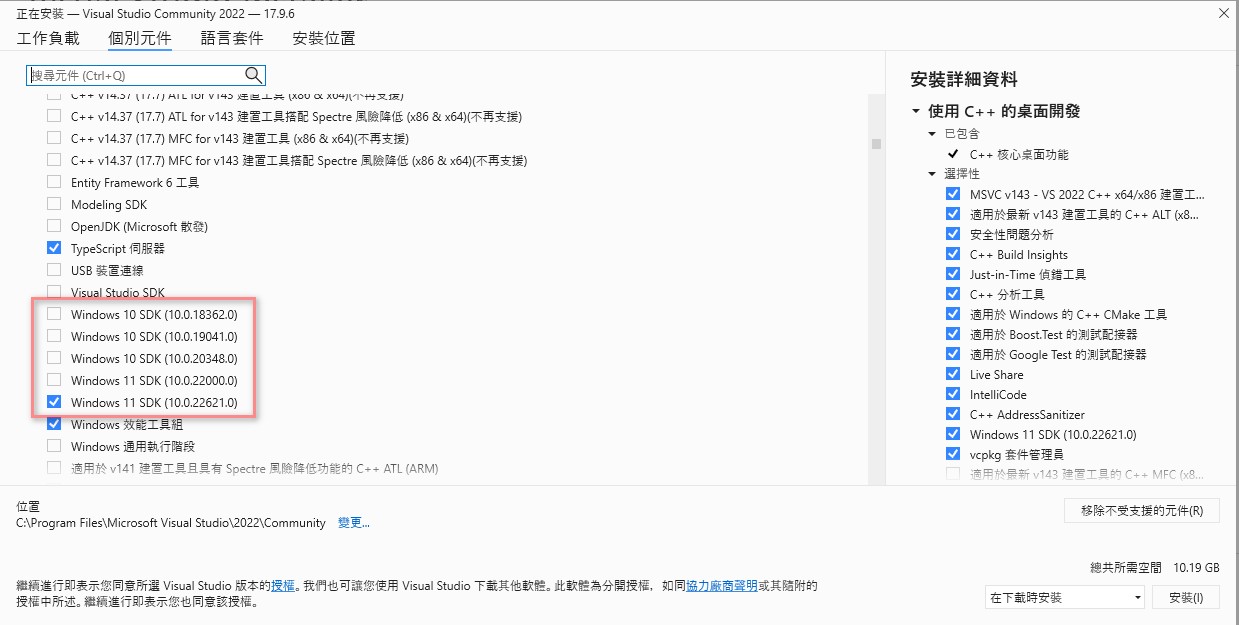 正在安裝 — Visual Studio Community 2022 — 17.9.6
工作負載 個別元件 語言套件 安裝位置
搜尋元件 (Ctrl+Q)
C++ v14.37 (17.7) ATL for v143 建置工具 (x86 & x64)(不再支援)
C++ v14.37 (17.7) ATL for v143 建置工具搭配 Spectre 風險降低 (x86 & x64)(不再支援)
C++ v14.37 (17.7) MFC for v143 建置工具 (x86 & x64)(不再支援)
C++ v14.37 (17.7) MFC for v143 建置工具搭配 Spectre 風險降低 (x86 & x64)(不再支援)
Entity Framework 6 工具
Modeling SDK
OpenJDK (Microsoft 散發)
TypeScript 伺服器
USB 裝置連線
Visual Studio SDK
Windows 10 SDK (10.0.18362.0)
Windows 10 SDK (10.0.19041.0)
Windows 10 SDK (10.0.20348.0)
Windows 11 SDK (10.0.22000.0)
Windows 11 SDK (10.0.22621.0)
Windows 效能工具組
Windows 通用執行階段
適用於 v141 建置工具且具有 Spectre 風險降低功能的 C++ ATL (ARM)
安裝詳細資料
使用 C++ 的桌面開發
已包含
C++ 核心桌面功能
選擇性
MSVC v143 - VS 2022 C++ x64/x86 建置工...
適用於最新 v143 建置工具的 C++ ALT (x8...
安全性問題分析
C++ Build Insights
Just-in-Time 偵錯工具
C++ 分析工具
適用於 Windows 的 C++ CMake 工具
適用於 Boost.Test 的測試配接器
適用於 Google Test 的測試配接器
Live Share
IntelliCode
C++ AddressSanitizer
Windows 11 SDK (10.0.22621.0)
vcpkg 套件管理員
適用於最新 v143 建置工具的 C++ MFC (x8...
位置
C:\Program Files\Microsoft Visual Studio\2022\Community 變更...
移除不受支援的元件(R)
繼續進行即表示您同意所選 Visual Studio 版本的授權。我們也可讓您使用 Visual Studio 下載其他軟體。此軟體為分開授權，如同協力廠商聲明或其隨附的
授權中所述。繼續進行即表示您也同意該授權。
總共所需空間 10.19 GB
在下載時安裝 安裝(I)